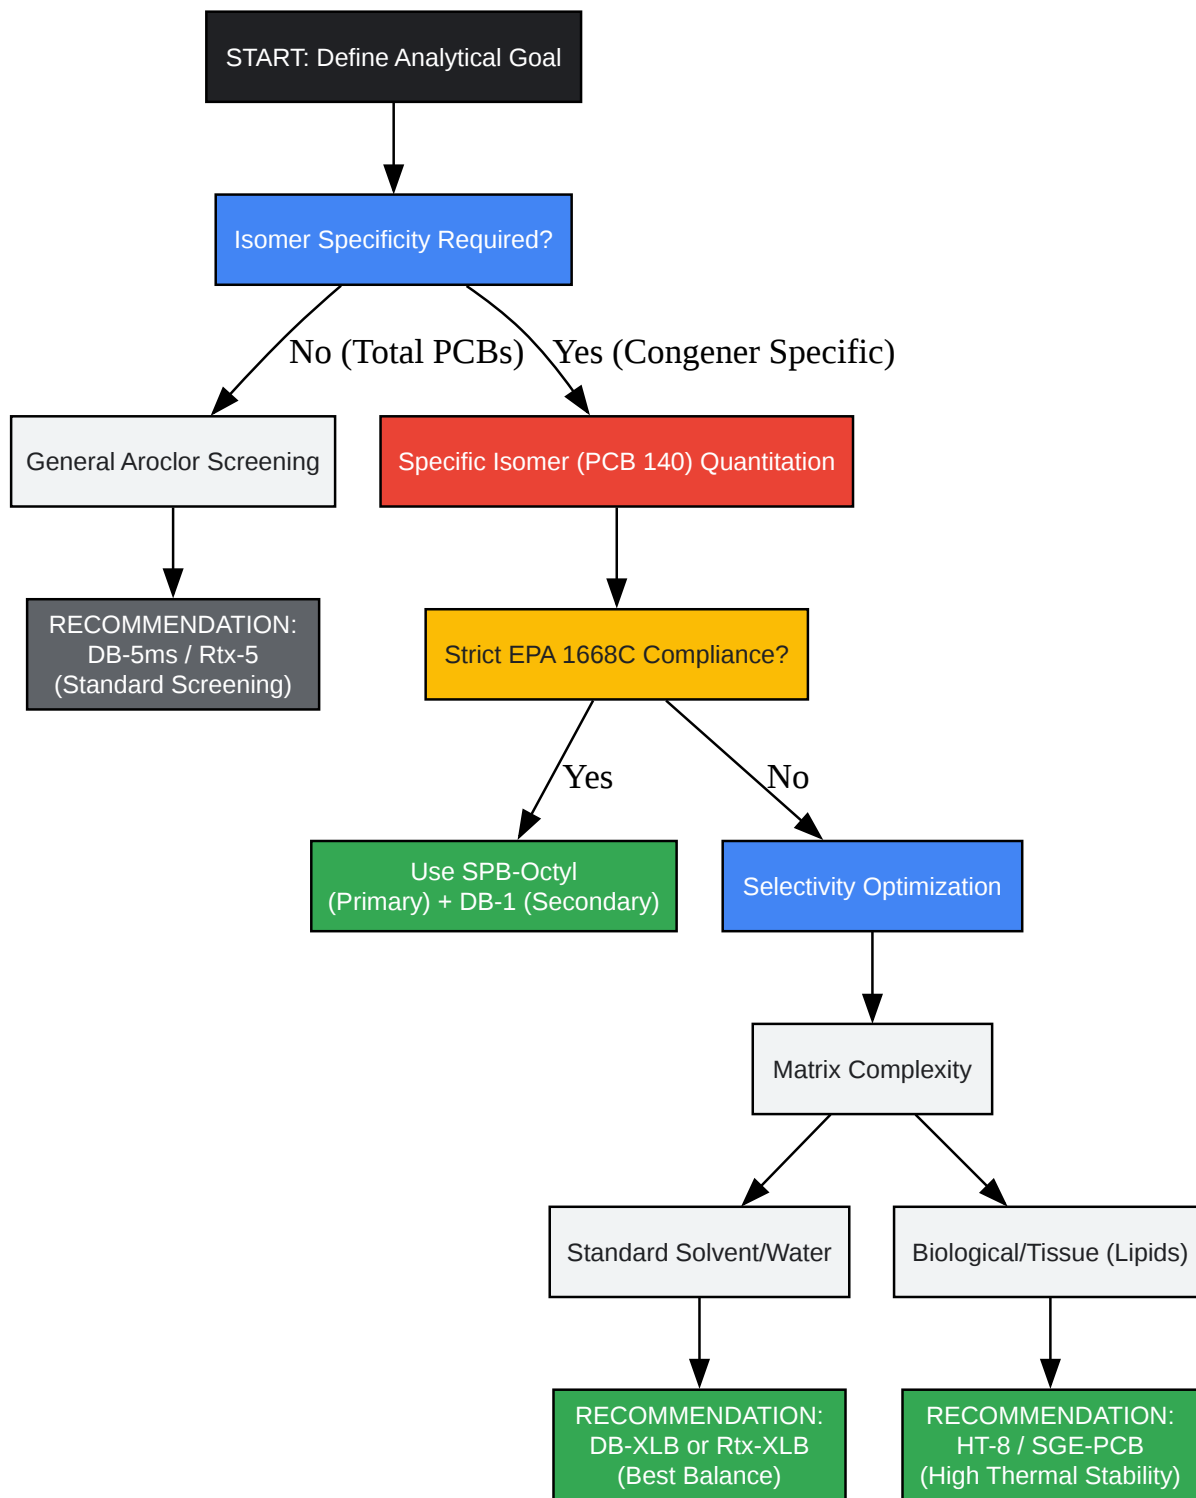 START: Define Analytical Goal
Isomer Specificity Required?
No (Total PCBs)
Yes (Congener Specific)
General Aroclor Screening
Specific Isomer (PCB 140) Quantitation
RECOMMENDATION:
DB-5ms / Rtx-5
(Standard Screening)
Strict EPA 1668C Compliance?
Yes
No
Use SPB-Octyl
(Primary) + DB-1 (Secondary)
Selectivity Optimization
Matrix Complexity
Standard Solvent/Water
Biological/Tissue (Lipids)
RECOMMENDATION:
DB-XLB or Rtx-XLB
(Best Balance)
RECOMMENDATION:
HT-8 / SGE-PCB
(High Thermal Stability)